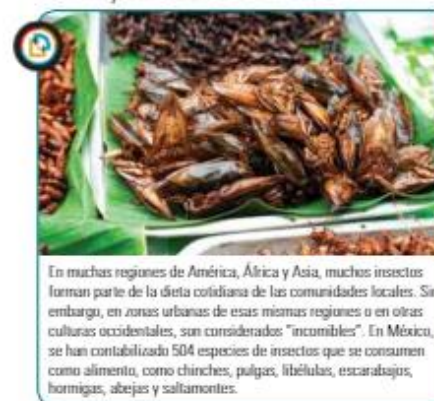 En muchas regiones de América, África y Asia, muchos insectos
forman parte de la dieta cotidiana de las comunidades locales. Sin
embargo, en zonas urbanas de esas mismas regiones o en otras
culturas occidentales, son considerados "incomibles". En México,
se han contabilizado 504 especies de insectos que se consumen
como alimento, como chinches, pulgas, libélulas, escarabajos,
hormigas, abejas y saltamontes.